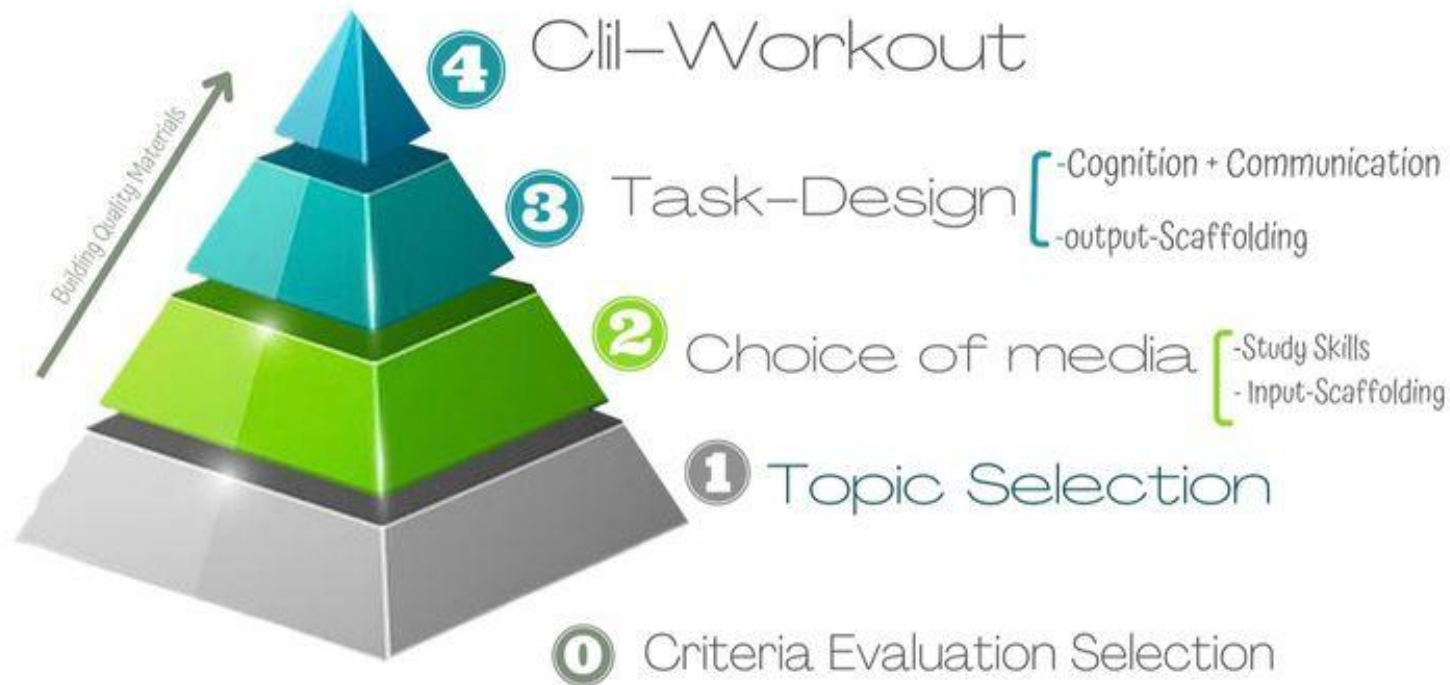 4 Clil-Workout
Building Quality Materials
3 Task-Design
-Cognition + Communication
-output-Scaffolding
2 Choice of media
-Study Skills
- Input-Scaffolding
1 Topic Selection
0 Criteria Evaluation Selection